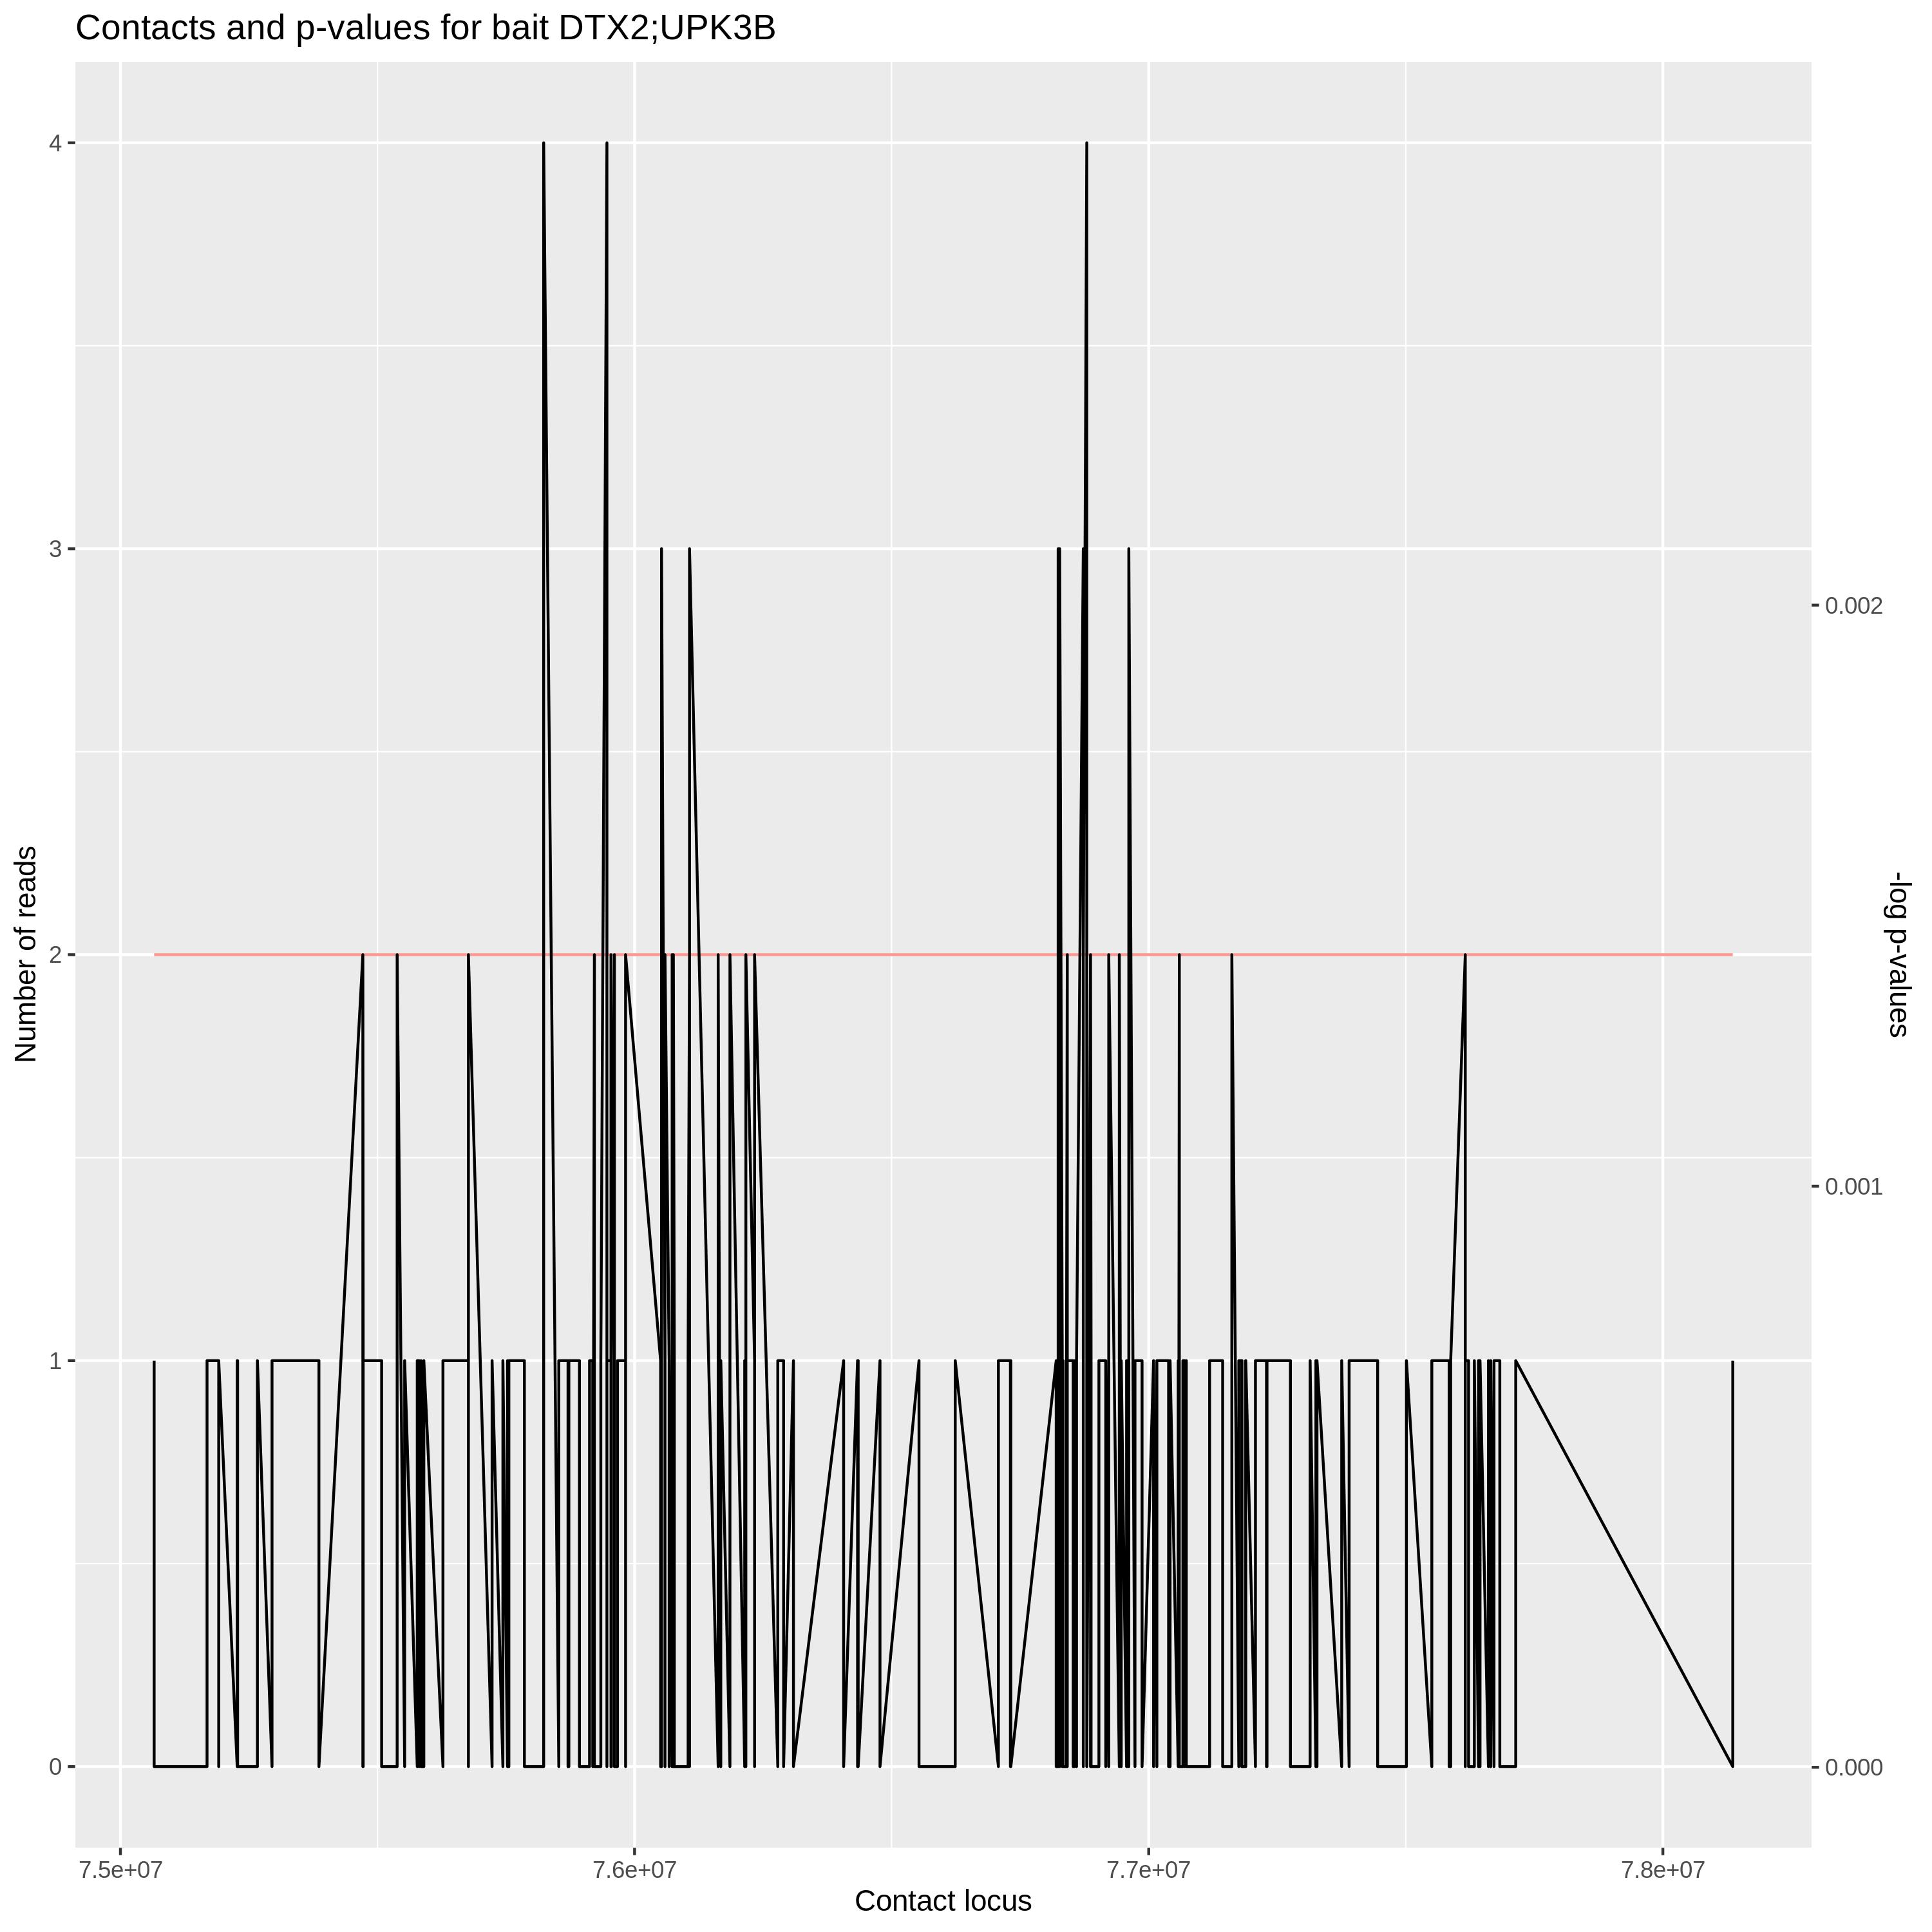 Contacts and p-values for bait DTX2;UPK3B
4
3
2
1
0
Number of reads
0.002
0.001
0.000
-log p-values
7.5e+07
7.6e+07
7.7e+07
7.8e+07
Contact locus